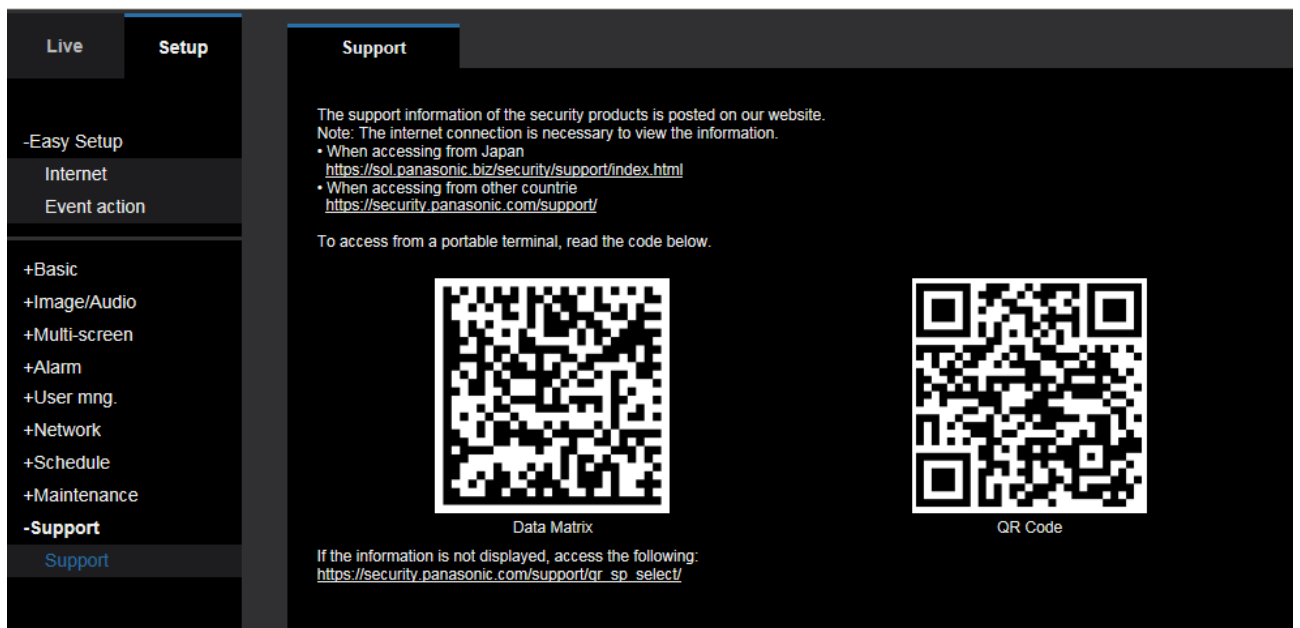 Live
Setup
Support
-Easy Setup
Internet
Event action
+Basic
+Image/Audio
+Multi-screen
+Alarm
+User mng.
+Network
+Schedule
+Maintenance
-Support
Support
The support information of the security products is posted on our website.
Note: The internet connection is necessary to view the information.
• When accessing from Japan
https://sol.panasonic.biz/security/support/index.html
• When accessing from other countrie
https://security.panasonic.com/support/
To access from a portable terminal, read the code below.
Data Matrix
QR Code
If the information is not displayed, access the following:
https://security.panasonic.com/support/qr_sp_select/